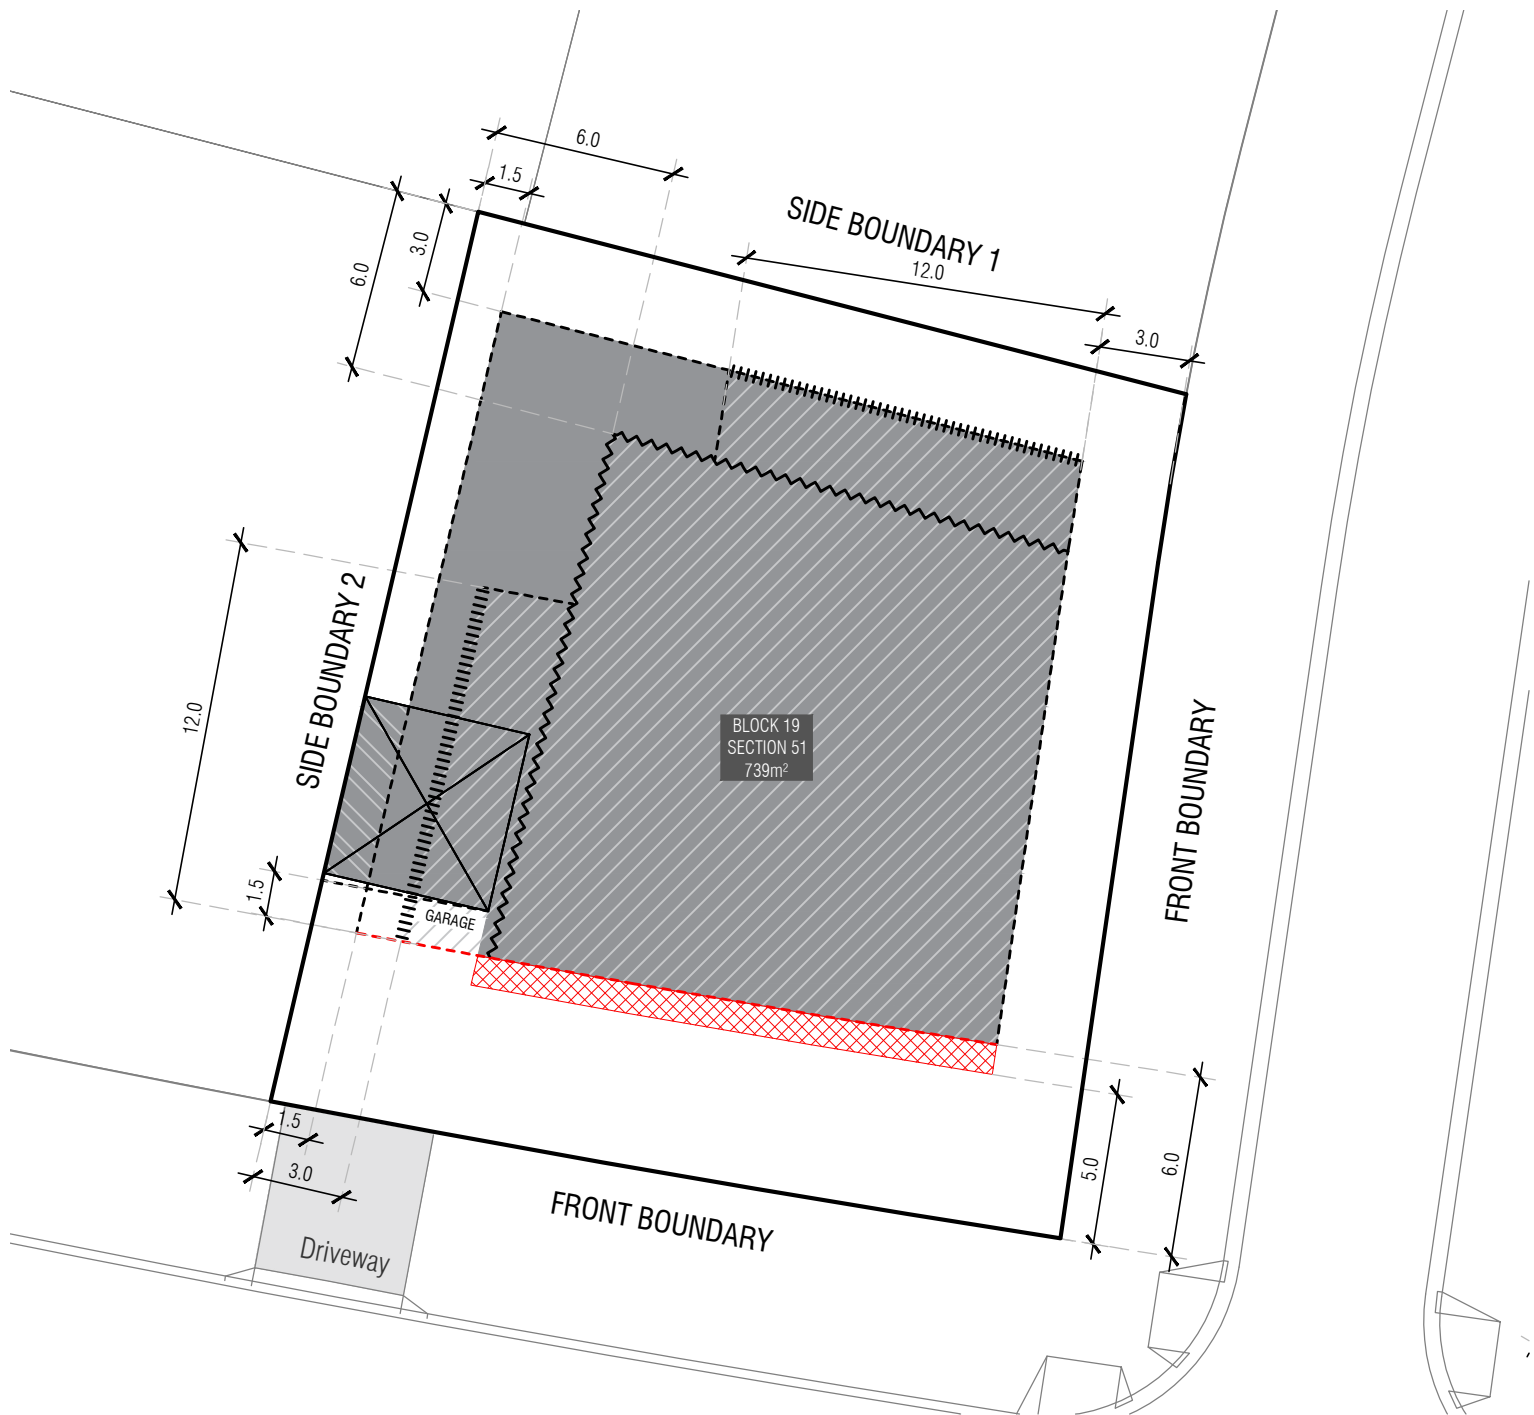 6.0
1.5
SIDE BOUNDARY 1
12.0
3.0
3.0
6.0
SIDE BOUNDARY 2
12.0
BLOCK 19
SECTION 51
739m²
FRONT BOUNDARY
1.5
GARAGE
1.5
3.0
5.0
6.0
FRONT BOUNDARY
Driveway